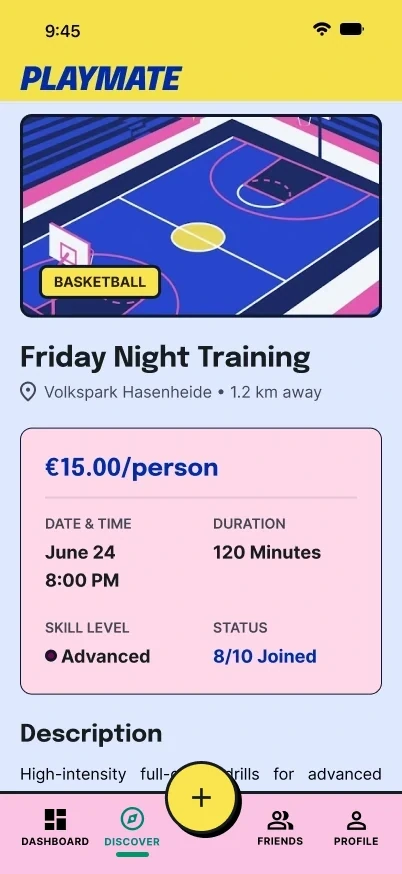 9:45
PLAYMATE
BASKETBALL
Friday Night Training
Volkspark Hasenheide • 1.2 km away
€15.00/person
DATE & TIME DURATION
June 24 120 Minutes
8:00 PM
SKILL LEVEL STATUS
Advanced 8/10 Joined
Description
High-intensity drills for advanced
+
DASHBOARD DISCOVER FRIENDS PROFILE